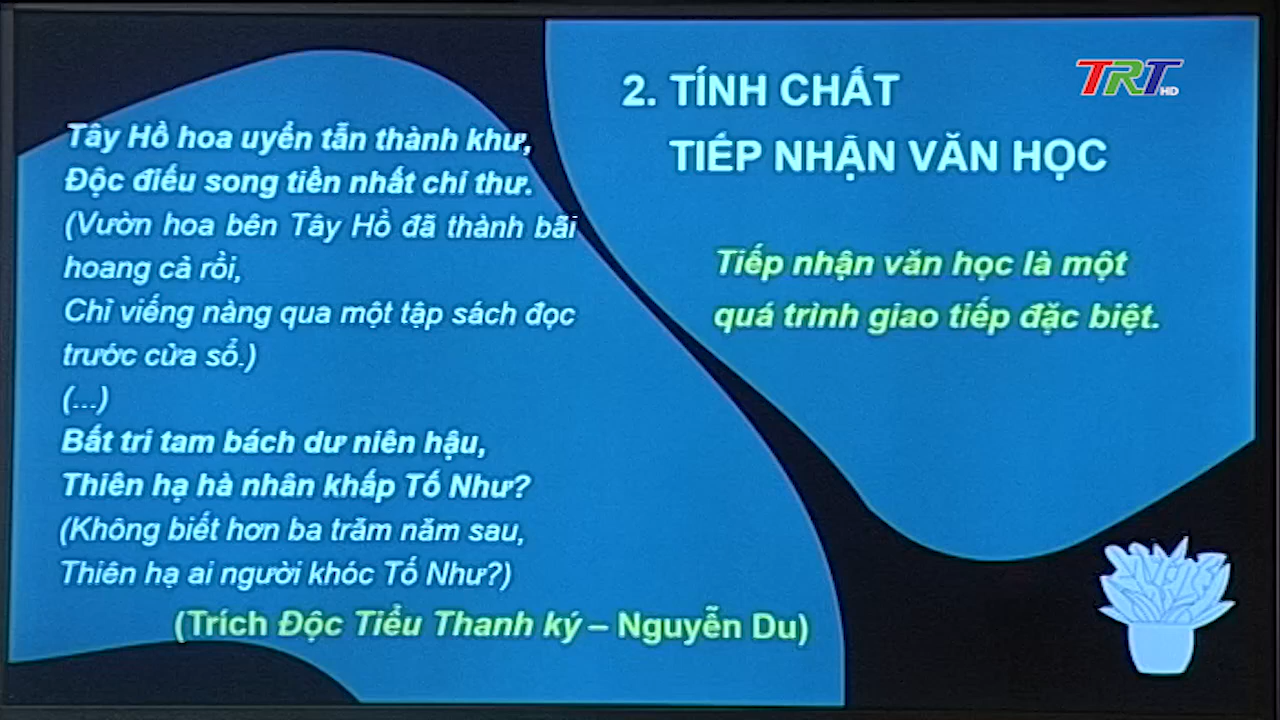 Tây Hồ hoa uyển tẫn thành khư,
Độc điếu song tiền nhất chỉ thư.
(Vườn hoa bên Tây Hồ đã thành bãi
hoang cả rồi,
Chỉ viếng nàng qua một tập sách đọc
trước cửa sổ.)
(...)
Bất tri tam bách dư niên hậu,
Thiên hạ hà nhân khấp Tố Như?
(Không biết hơn ba trăm năm sau,
Thiên hạ ai người khóc Tố Như?)
(Trích Độc Tiểu Thanh ký – Nguyễn Du)
2. TÍNH CHẤT
TIẾP NHẬN VĂN HỌC
Tiếp nhận văn học là một
quá trình giao tiếp đặc biệt.
TRT HD